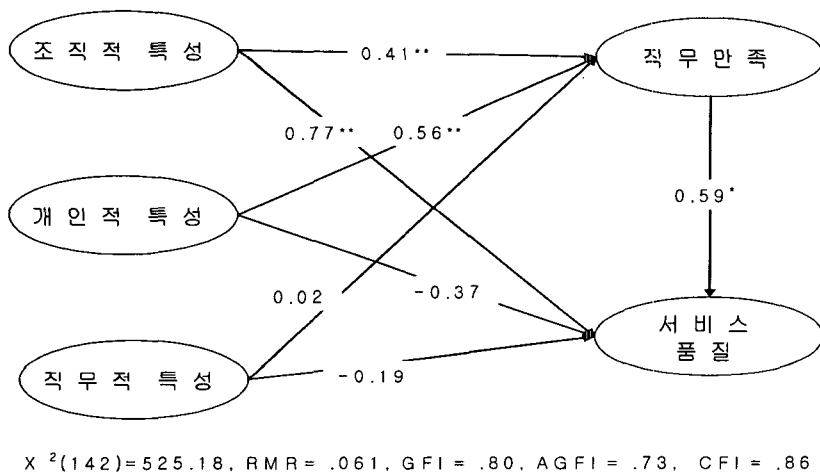 조직적 특성
0.41**
직무만족
0.77**
0.56**
개인적 특성
0.59*
0.02
-0.37
서비스
품질
직무적 특성
-0.19
X ²(142)=525.18, RMR= .061, GFI = .80, AGFI = .73, CFI = .86